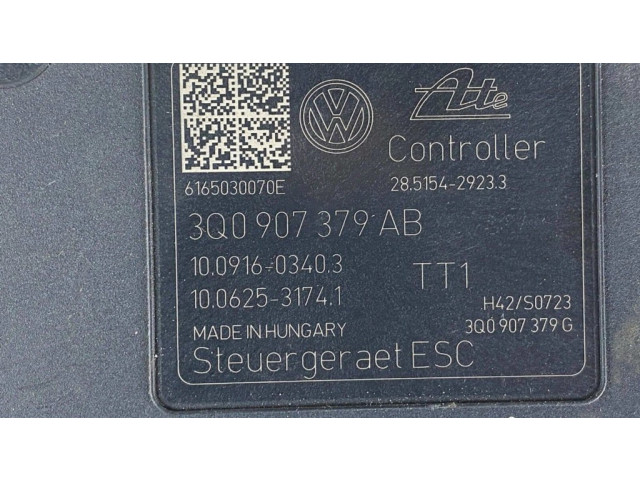 Ate
Controller
6165030070E
28.5154-2923.3
3Q0 907 379 AB
10.0916-0340.3
TT1
10.0625-3174.1
H42/S0723
MADE IN HUNGARY
3Q0 907 379 G
Steuergeraet ESC